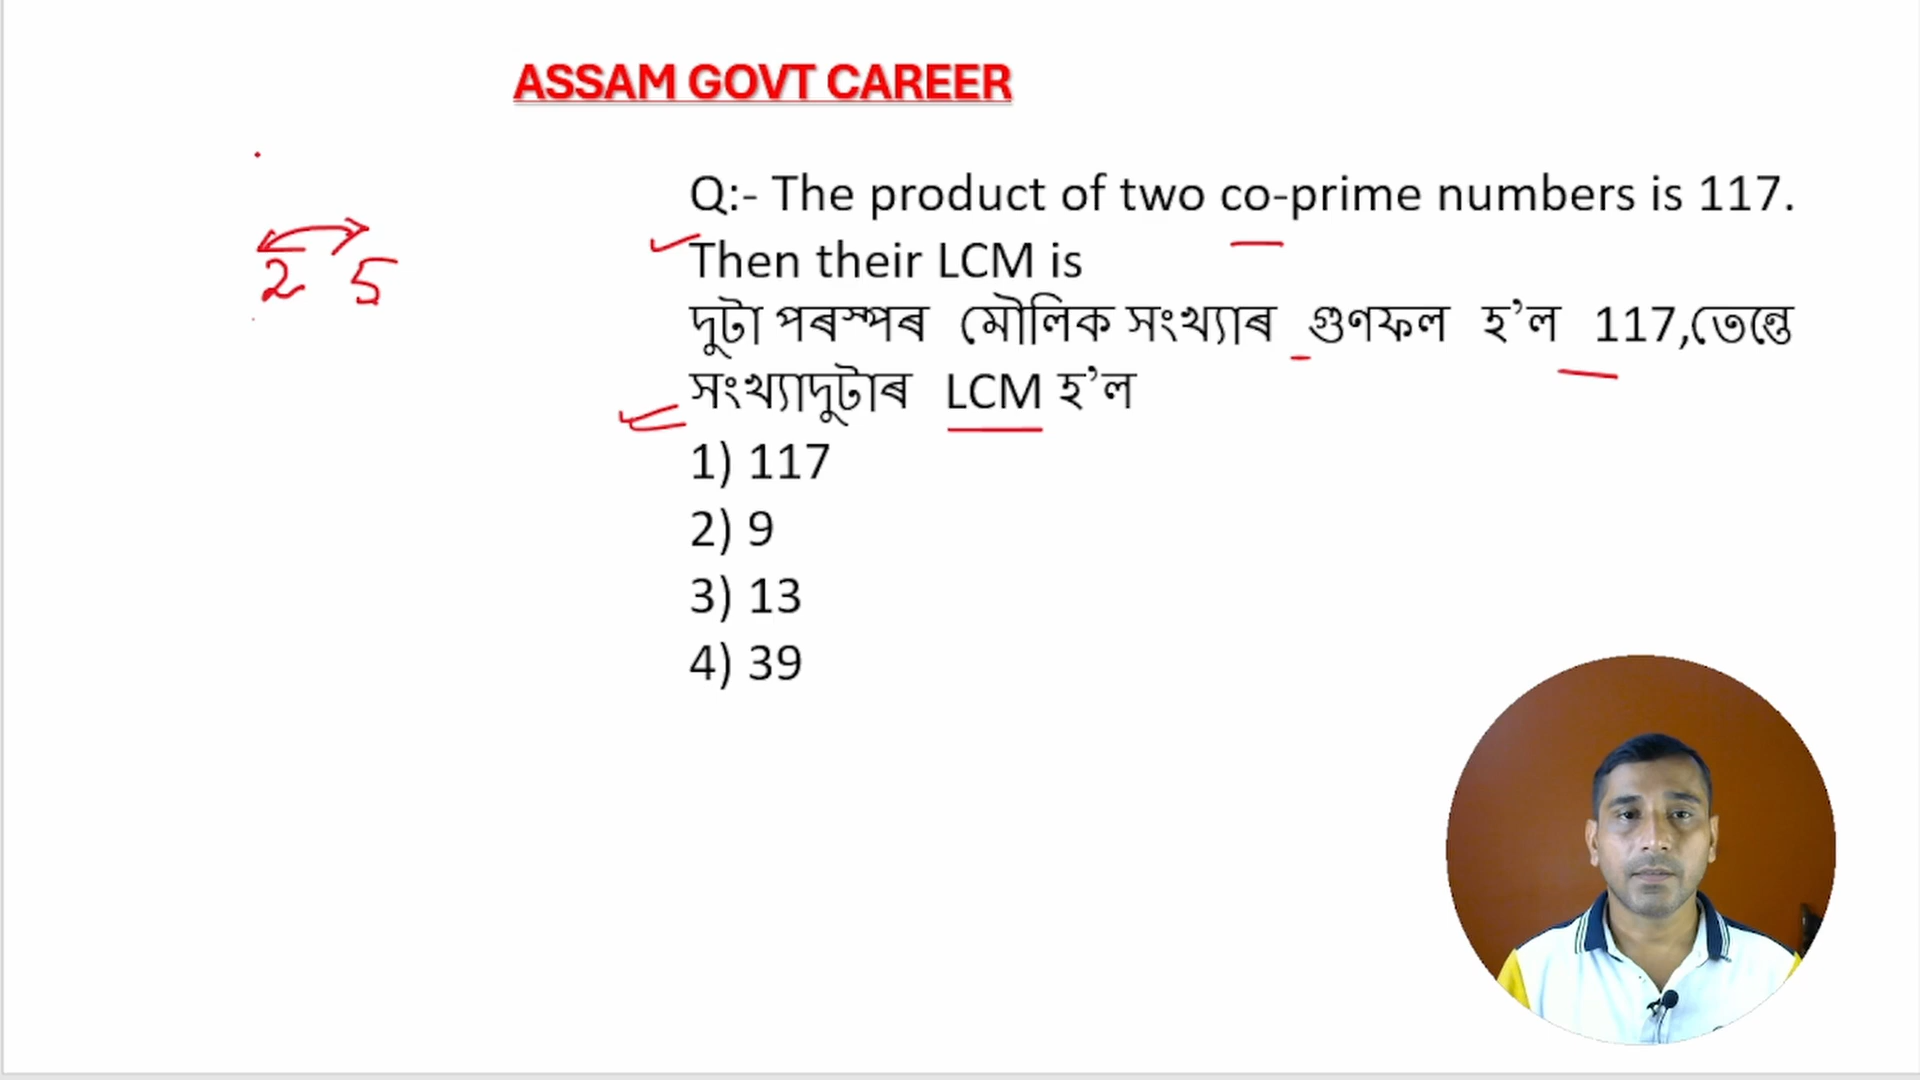 ASSAM GOVT CAREER
Q:- The product of two co-prime numbers is 117.
Then their LCM is
2 5
দুটা পৰস্পৰ মৌলিক সংখ্যাৰ গুণফল হ’ল 117,তেন্তে
সংখ্যাদুটাৰ LCM হ’ল
1) 117
2) 9
3) 13
4) 39